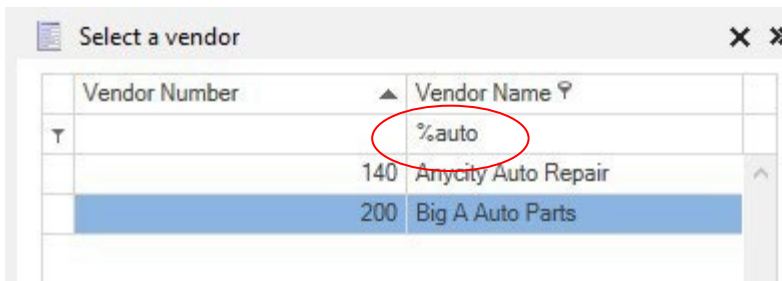 Select a vendor
Vendor Number Vendor Name
%auto
140 Anycity Auto Repair
200 Big A Auto Parts